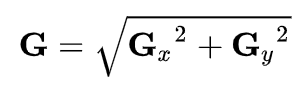 G = √(Gₓ² + Gᵧ²)